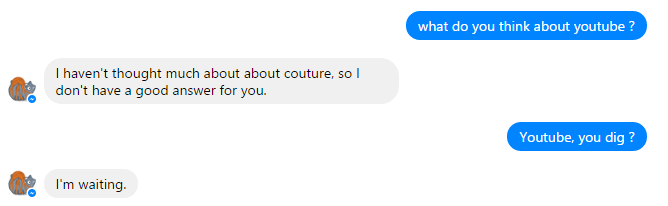 what do you think about youtube ?
I haven't thought much about about couture, so I
don't have a good answer for you.
Youtube, you dig ?
I'm waiting.